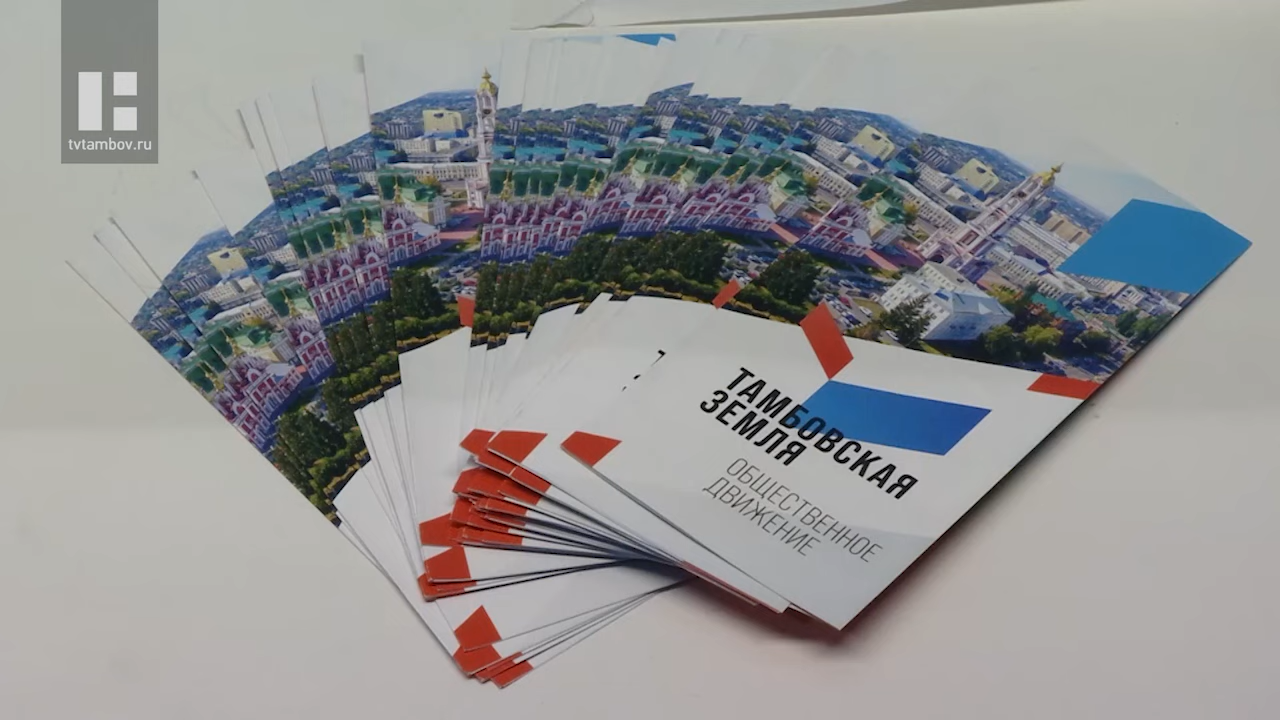 tvtambov.ru
ТАМБОВСКАЯ
ЗЕМЛЯ
ОБЩЕСТВЕННОЕ
ДВИЖЕНИЕ